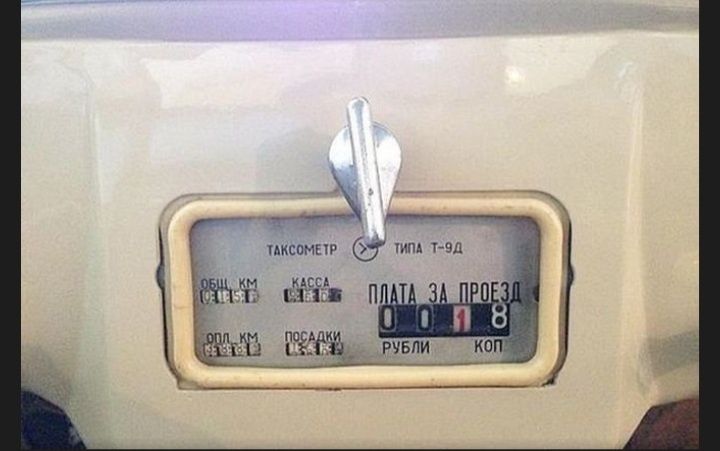 ТАКСОМЕТР ТИПА Т-9Д
ОБЩ. КМ КАССА
ПЛАТА ЗА ПРОЕЗД
0018
ОПЛ. КМ ПОСАДКИ
РУБЛИ КОП